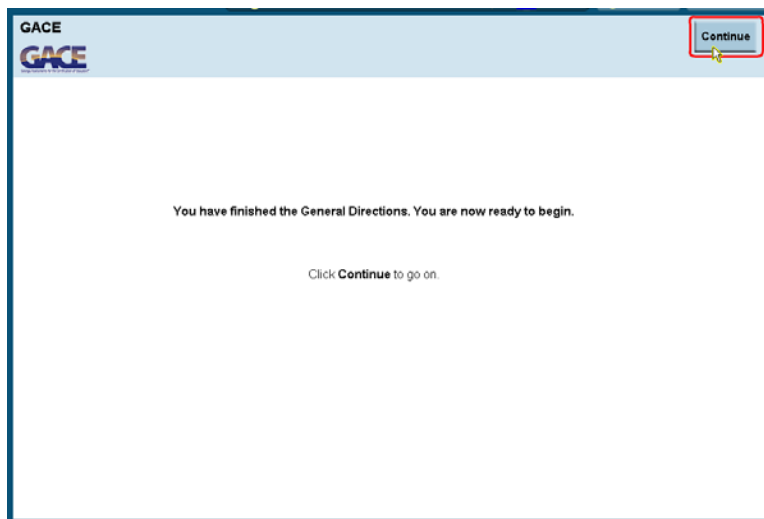 GACE
Continue
GACE
You have finished the General Directions. You are now ready to begin.
Click Continue to go on.